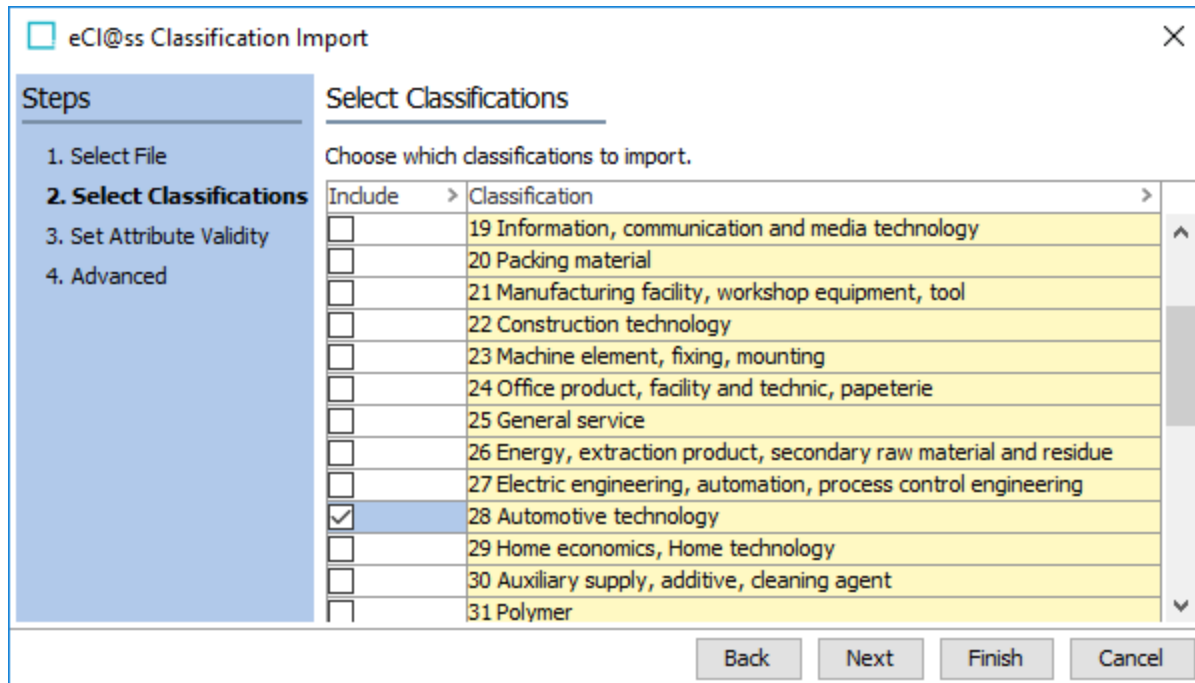 eCl@ss Classification Import
Steps
1. Select File
2. Select Classifications
3. Set Attribute Validity
4. Advanced
Select Classifications
Choose which classifications to import.
Include > Classification >
19 Information, communication and media technology
20 Packing material
21 Manufacturing facility, workshop equipment, tool
22 Construction technology
23 Machine element, fixing, mounting
24 Office product, facility and technic, papeterie
25 General service
26 Energy, extraction product, secondary raw material and residue
27 Electric engineering, automation, process control engineering
28 Automotive technology
29 Home economics, Home technology
30 Auxiliary supply, additive, cleaning agent
31 Polymer
Back Next Finish Cancel